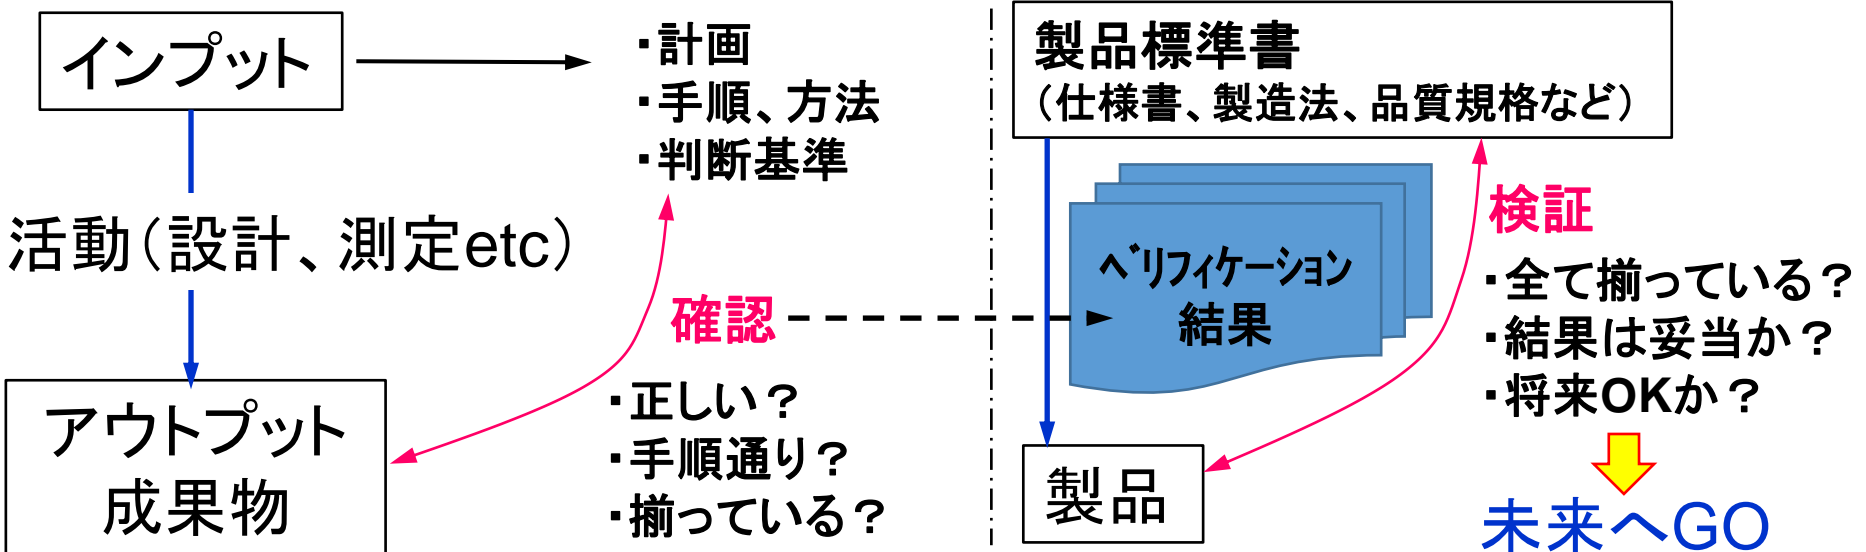 インプット
・計画
・手順、方法
・判断基準
活動（設計、測定etc）
確認
・正しい？
・手順通り？
・揃っている？
アウトプット
成果物
製品標準書
（仕様書、製造法、品質規格など）
ベリフィケーション
結果
検証
・全て揃っている？
・結果は妥当か？
・将来OKか？
製品
未来へGO